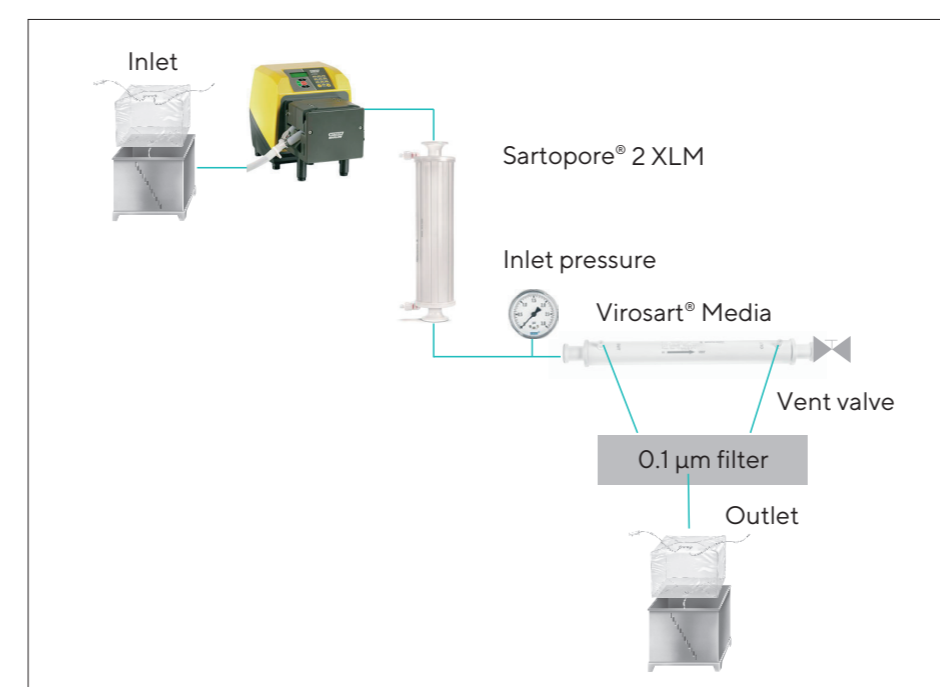 Inlet
Sartopore® 2 XLM
Inlet pressure
Virosart® Media
Vent valve
0.1 µm filter
Outlet